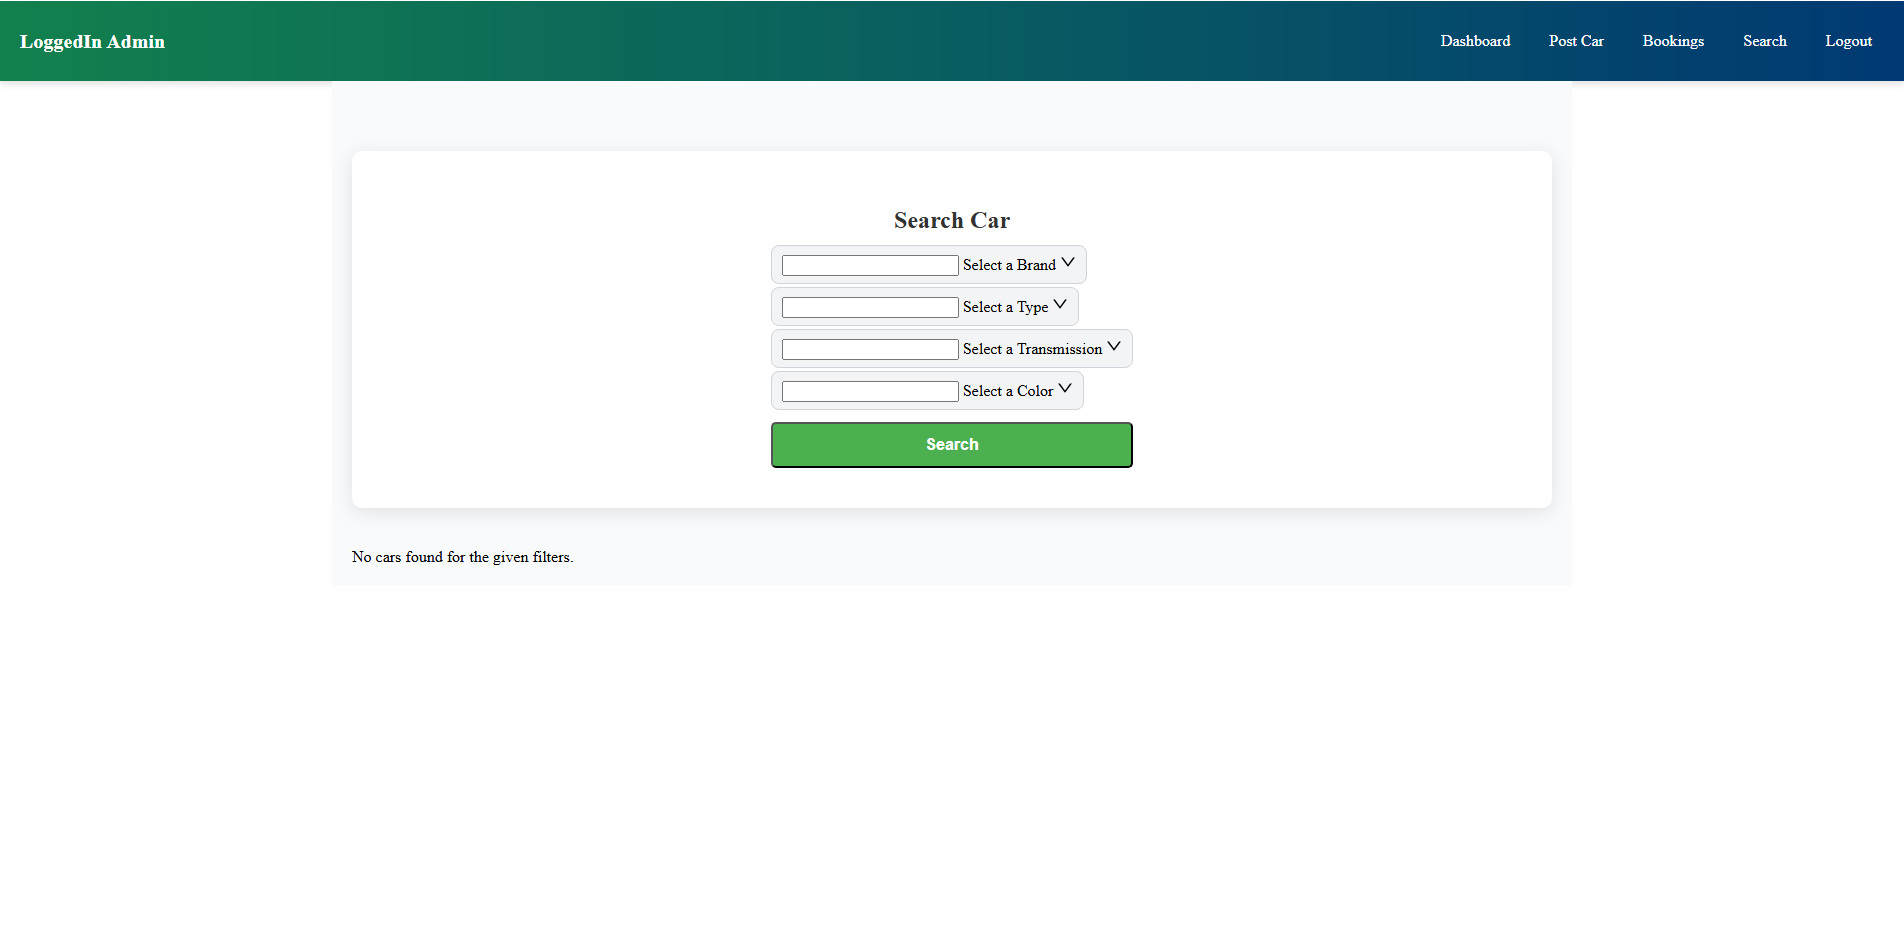 LoggedIn Admin
Dashboard Post Car Bookings Search Logout
Search Car
Select a Brand
Select a Type
Select a Transmission
Select a Color
Search
No cars found for the given filters.